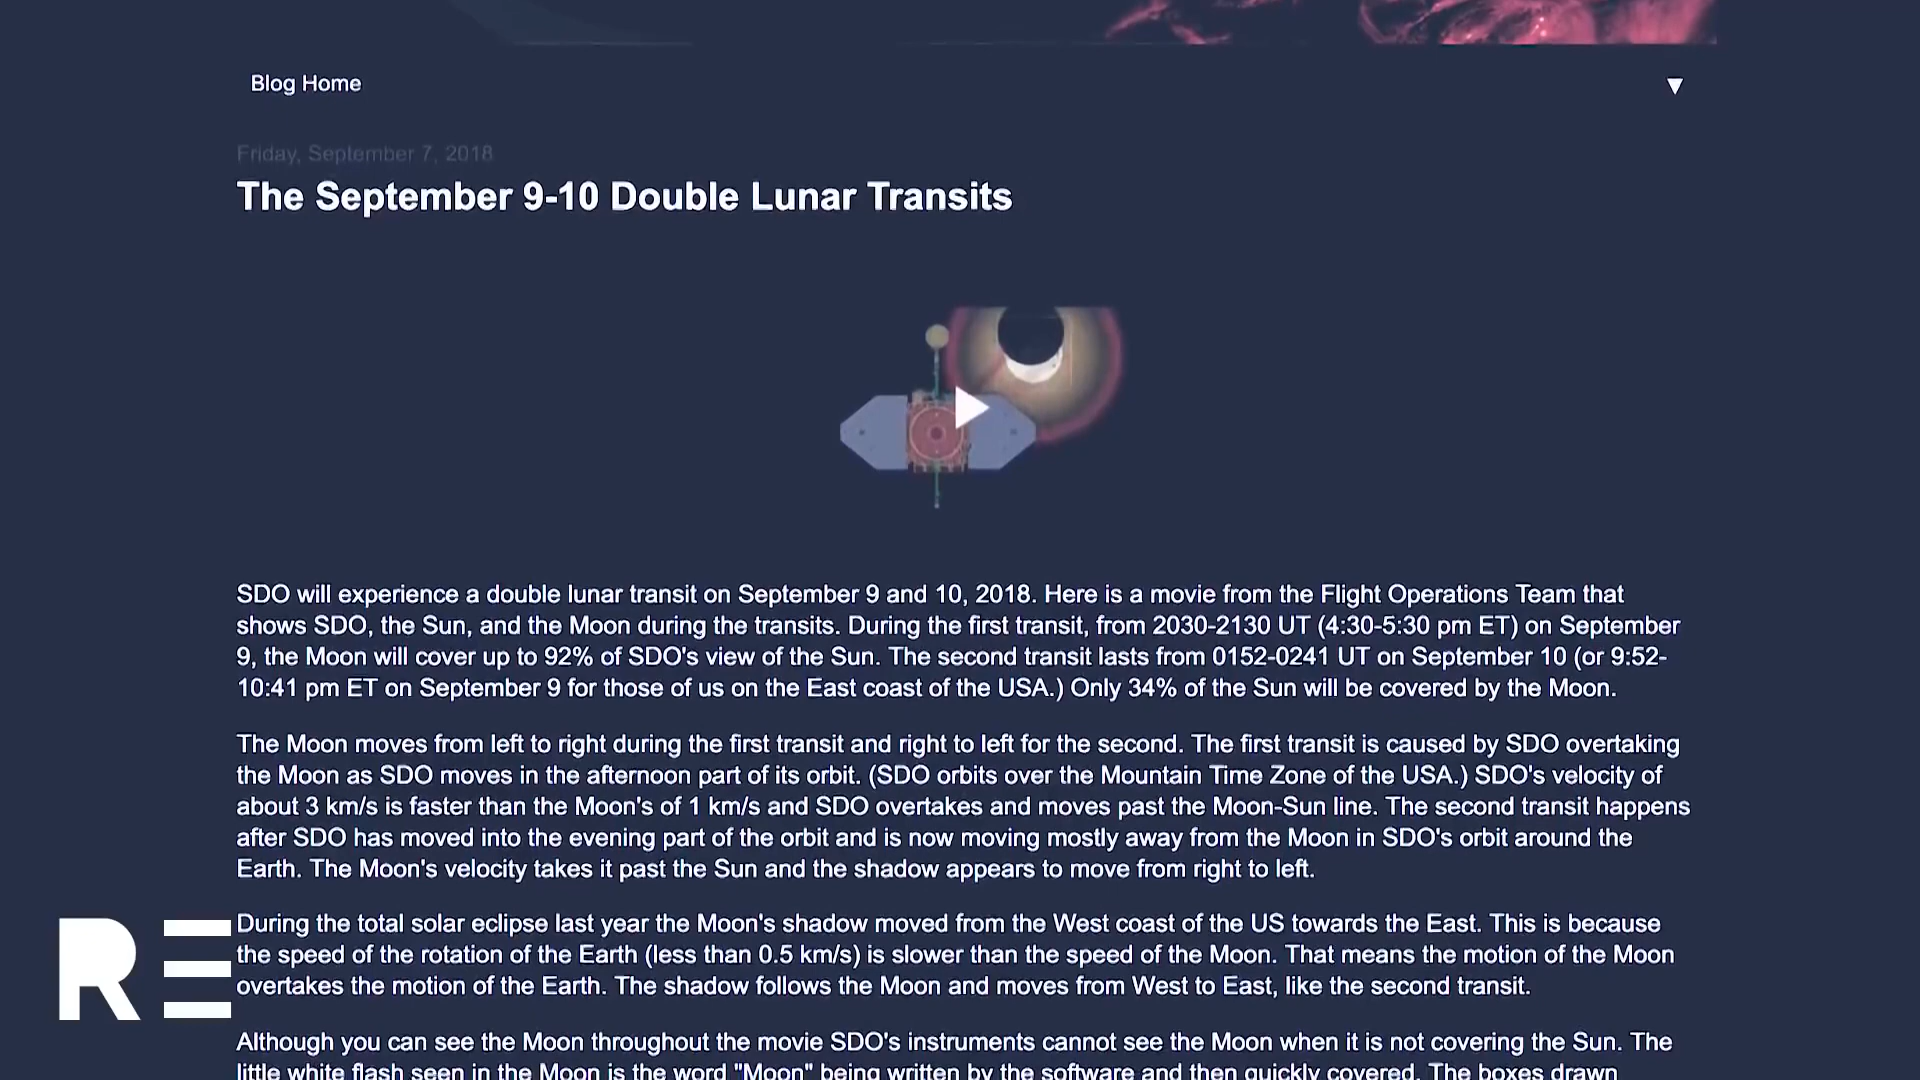 Blog Home
▼
Friday, September 7, 2018
The September 9-10 Double Lunar Transits
SDO will experience a double lunar transit on September 9 and 10, 2018. Here is a movie from the Flight Operations Team that
shows SDO, the Sun, and the Moon during the transits. During the first transit, from 2030-2130 UT (4:30-5:30 pm ET) on September
9, the Moon will cover up to 92% of SDO's view of the Sun. The second transit lasts from 0152-0241 UT on September 10 (or 9:52-
10:41 pm ET on September 9 for those of us on the East coast of the USA.) Only 34% of the Sun will be covered by the Moon.
The Moon moves from left to right during the first transit and right to left for the second. The first transit is caused by SDO overtaking
the Moon as SDO moves in the afternoon part of its orbit. (SDO orbits over the Mountain Time Zone of the USA.) SDO's velocity of
about 3 km/s is faster than the Moon's of 1 km/s and SDO overtakes and moves past the Moon-Sun line. The second transit happens
after SDO has moved into the evening part of the orbit and is now moving mostly away from the Moon in SDO's orbit around the
Earth. The Moon's velocity takes it past the Sun and the shadow appears to move from right to left.
During the total solar eclipse last year the Moon's shadow moved from the West coast of the US towards the East. This is because
the speed of the rotation of the Earth (less than 0.5 km/s) is slower than the speed of the Moon. That means the motion of the Moon
overtakes the motion of the Earth. The shadow follows the Moon and moves from West to East, like the second transit.
RE
Although you can see the Moon throughout the movie SDO's instruments cannot see the Moon when it is not covering the Sun. The
little white flash seen in the Moon is the word "Moon" being written by the software and then quickly covered. The boxes drawn